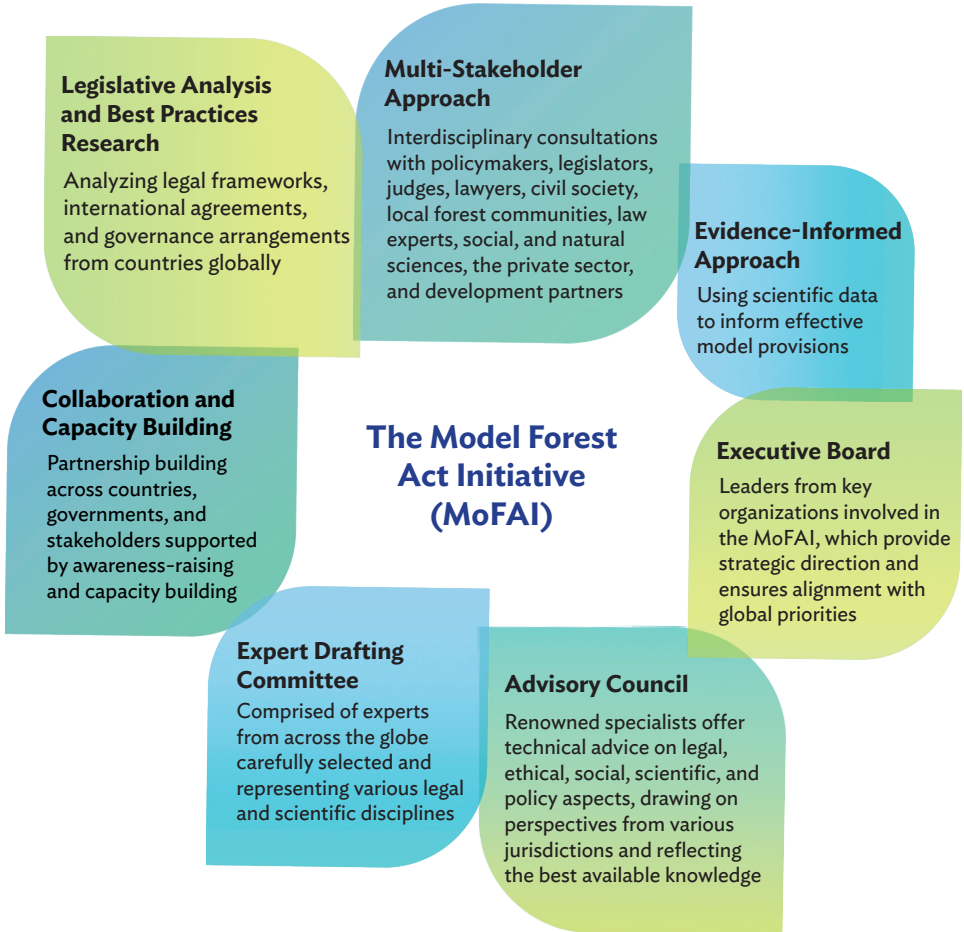 Legislative Analysis
and Best Practices
Research
Analyzing legal frameworks,
international agreements,
and governance arrangements
from countries globally
Multi-Stakeholder
Approach
Interdisciplinary consultations
with policymakers, legislators,
judges, lawyers, civil society,
local forest communities, law
experts, social, and natural
sciences, the private sector,
and development partners
Evidence-Informed
Approach
Using scientific data
to inform effective
model provisions
Collaboration and
Capacity Building
Partnership building
across countries,
governments, and
stakeholders supported
by awareness-raising
and capacity building
The Model Forest
Act Initiative
(MoFAI)
Executive Board
Leaders from key
organizations involved in
the MoFAI, which provide
strategic direction and
ensures alignment with
global priorities
Expert Drafting
Committee
Comprised of experts
from across the globe
carefully selected and
representing various legal
and scientific disciplines
Advisory Council
Renowned specialists offer
technical advice on legal,
ethical, social, scientific, and
policy aspects, drawing on
perspectives from various
jurisdictions and reflecting
the best available knowledge